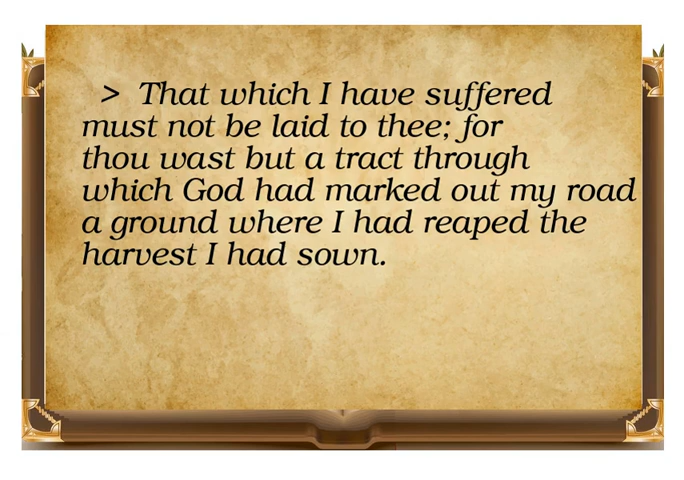 > That which I have suffered
must not be laid to thee; for
thou wast but a tract through
which God had marked out my road
a ground where I had reaped the
harvest I had sown.